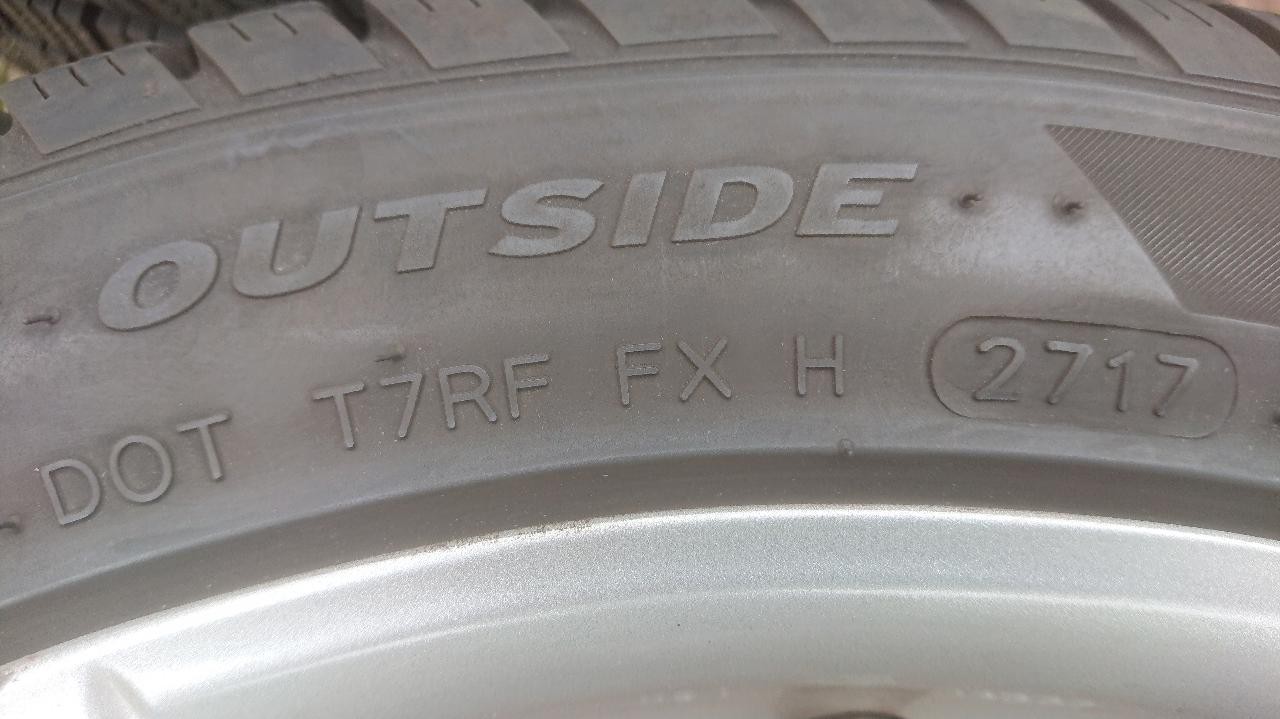 OUTSIDE
DOT T7RF FX H 2717